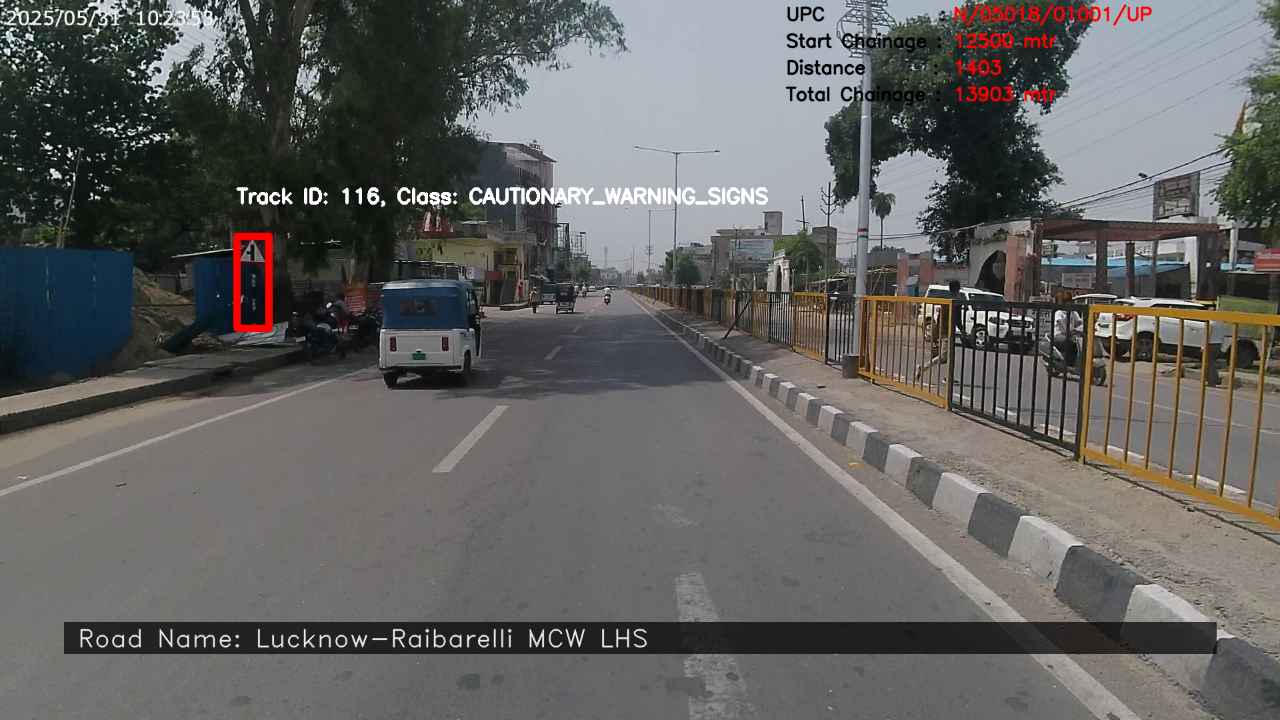 2025/05/31 10:23:53
UPC : N/05018/01001/UP
Start Chainage : 12500 mtr
Distance : 1403
Total Chainage : 13903 mtr
Track ID: 116, Class: CAUTIONARY_WARNING_SIGNS
Road Name: Lucknow-Raibarelli MCW LHS